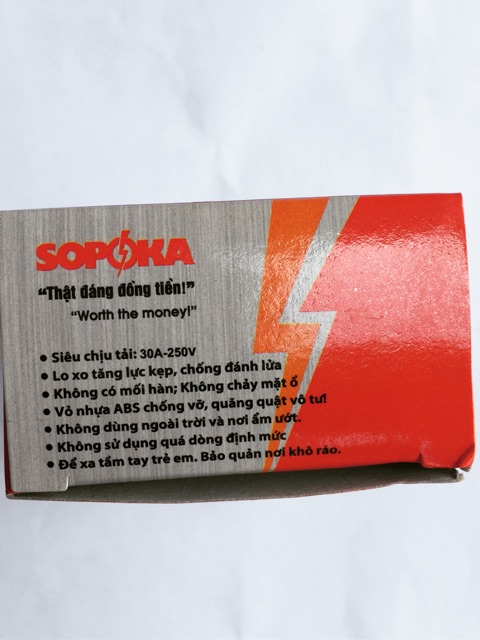 SOPOKA
"Thật đáng đồng tiền!"
"Worth the money!"
• Siêu chịu tải: 30A-250V
• Lo xo tăng lực kẹp, chống đánh lửa
• Không có mối hàn; Không chảy mặt ổ
• Vỏ nhựa ABS chống vỡ, quăng quật vô tư!
• Không dùng ngoài trời và nơi ẩm ướt.
• Không sử dụng quá dòng định mức
• Để xa tầm tay trẻ em. Bảo quản nơi khô ráo.